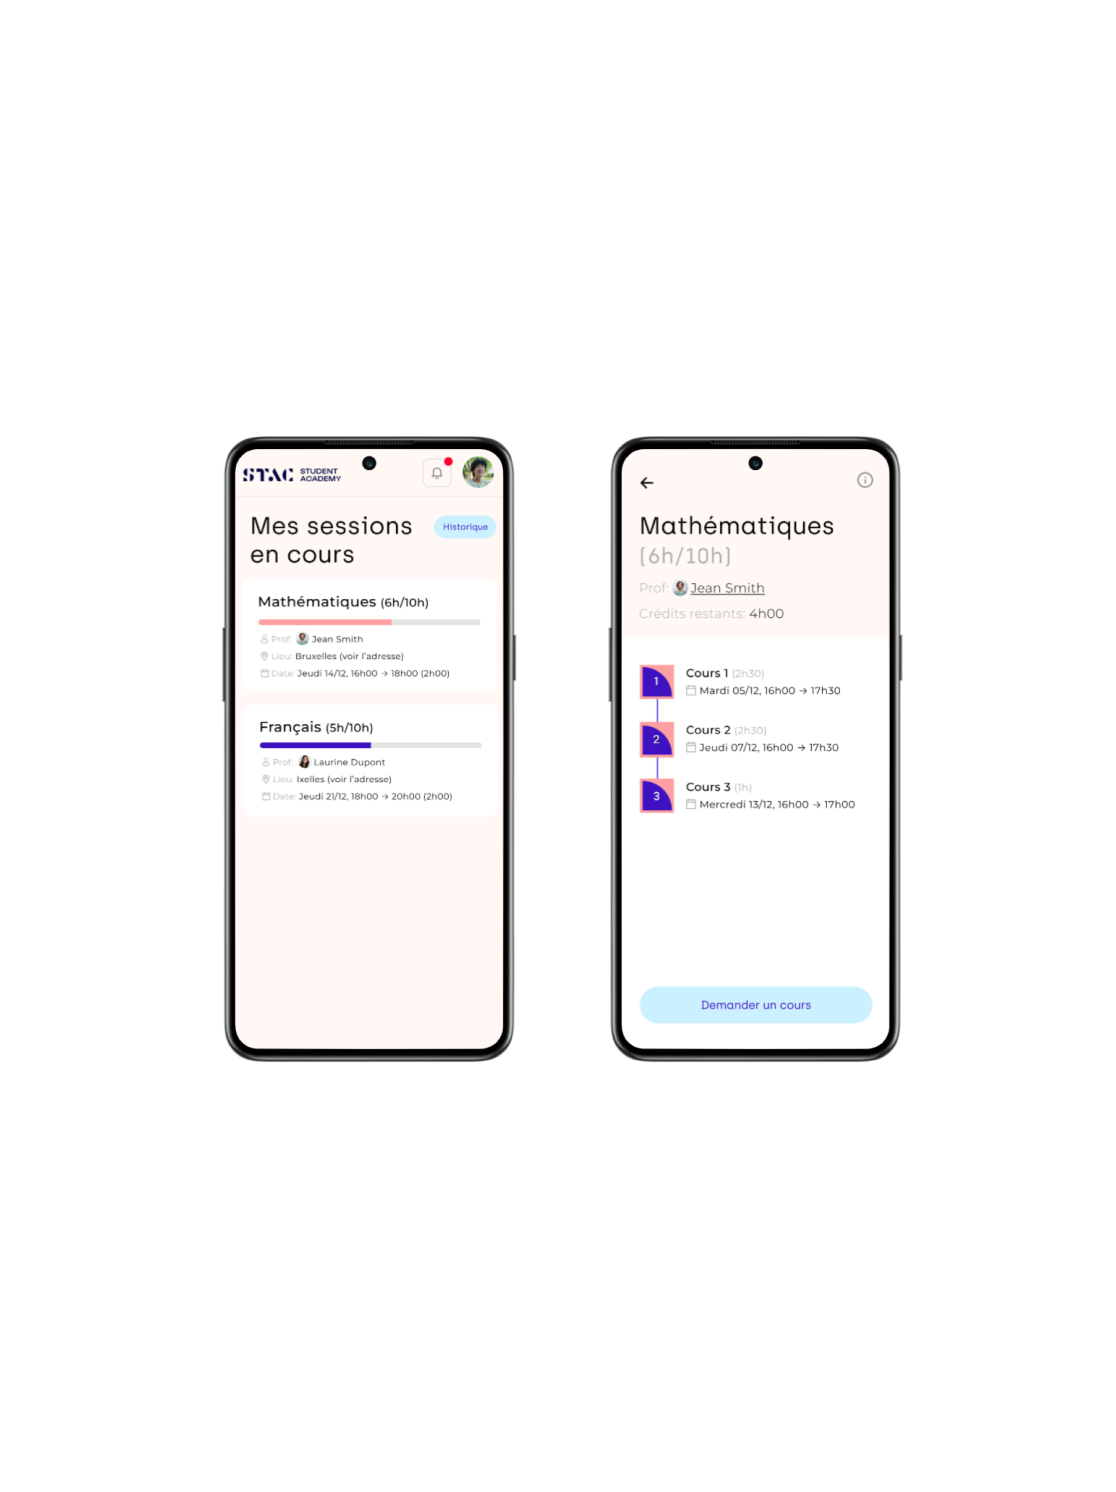 STAC STUDENT
ACADEMY
Mes sessions
en cours
Historique
Mathématiques (6h/10h)
Prof: Jean Smith
Lieu: Bruxelles (voir l'adresse)
Date: Jeudi 14/12, 16h00 → 18h00 (2h00)
Français (5h/10h)
Prof: Laurine Dupont
Lieu: Ixelles (voir l'adresse)
Date: Jeudi 21/12, 18h00 → 20h00 (2h00)
Mathématiques
(6h/10h)
Prof: Jean Smith
Crédits restants: 4h00
1
Cours 1 (2h30)
Mardi 05/12, 16h00 → 17h30
2
Cours 2 (2h30)
Jeudi 07/12, 16h00 → 17h30
3
Cours 3 (1h)
Mercredi 13/12, 16h00 → 17h00
Demander un cours